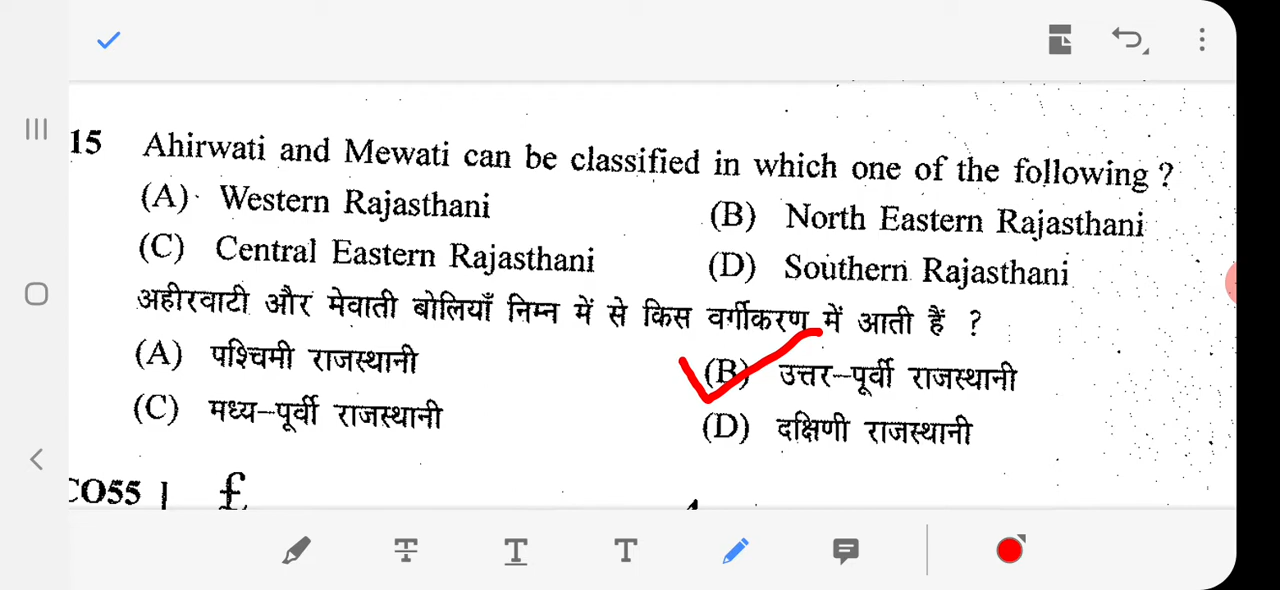 15 Ahirwati and Mewati can be classified in which one of the following ?
(A) Western Rajasthani (B) North Eastern Rajasthani
(C) Central Eastern Rajasthani (D) Southern Rajasthani
अहीरवाटी और मेवाती बोलियाँ निम्न में से किस वर्गीकरण में आती हैं ?
(A) पश्चिमी राजस्थानी (B) उत्तर–पूर्वी राजस्थानी
(C) मध्य–पूर्वी राजस्थानी (D) दक्षिणी राजस्थानी
CO55 ] £
T T T